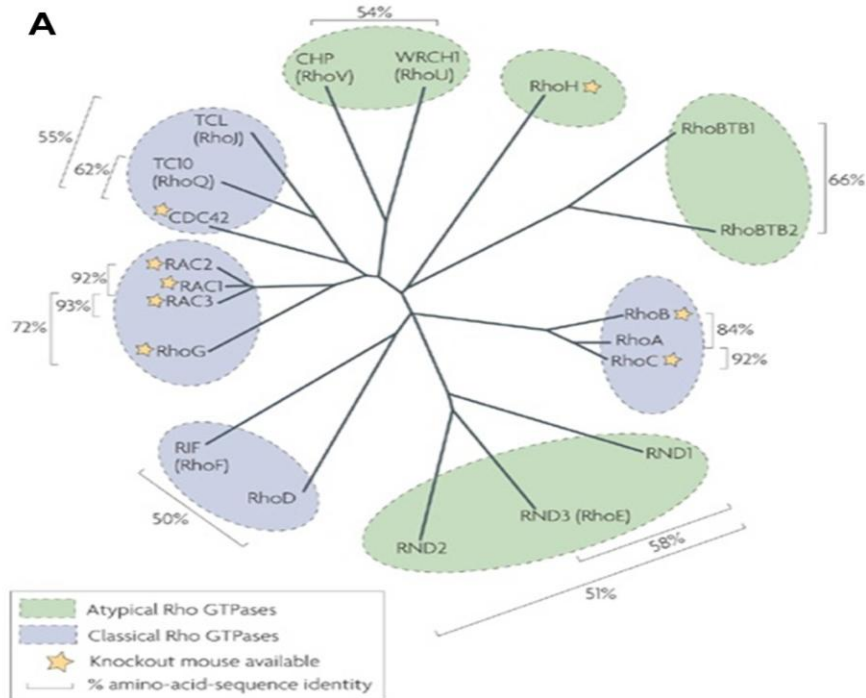 A
54%
CHP
(RhoV)
WRCH1
(RhoU)
RhoH
RhoBTB1
66%
RhoBTB2
55%
62%
TCL
(RhoJ)
TC10
(RhoQ)
CDC42
92%
93%
72%
RAC2
RAC1
RAC3
RhoG
RhoB
RhoA
RhoC
84%
92%
RIF
(RhoF)
RhoD
50%
RND1
RND3 (RhoE)
RND2
58%
51%
Atypical Rho GTPases
Classical Rho GTPases
Knockout mouse available
% amino-acid-sequence identity